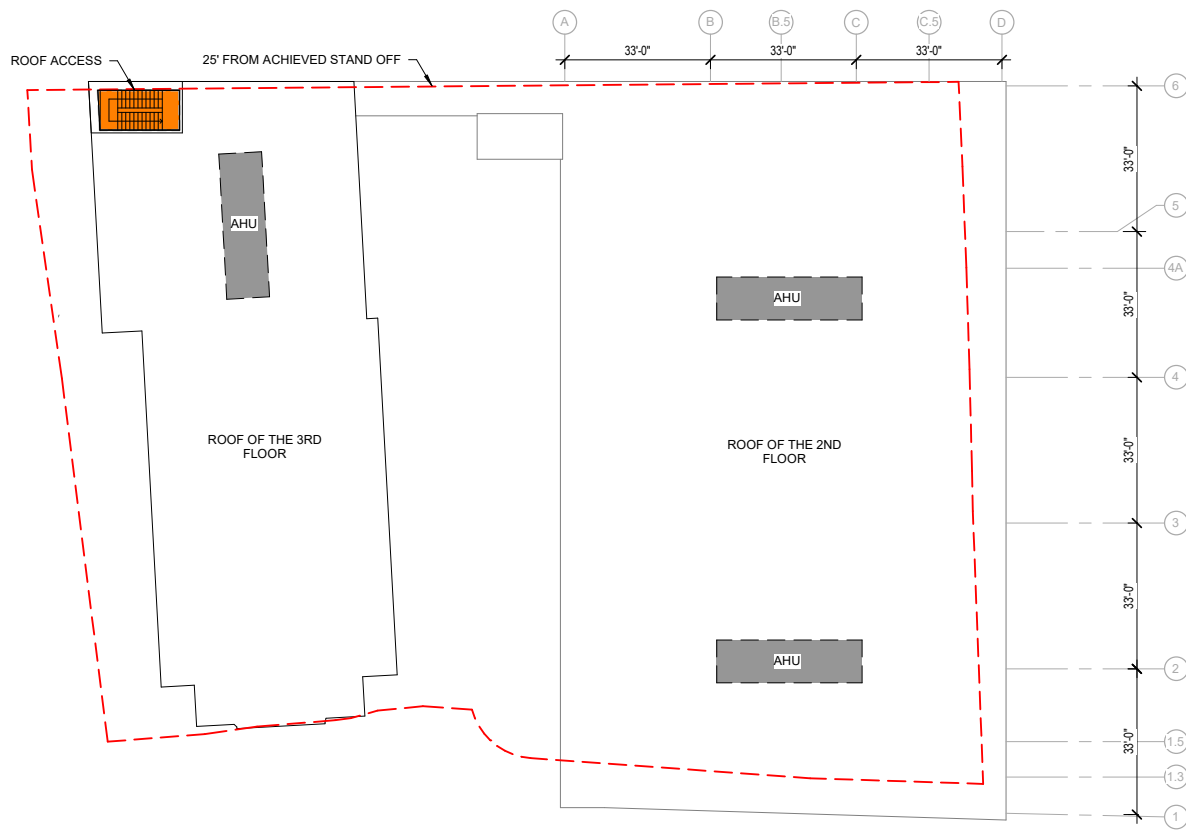 A
B
B.5
C
C.5
D
33'-0"
33'-0"
33'-0"
ROOF ACCESS
25' FROM ACHIEVED STAND OFF
6
33'-0"
5
AHU
4A
AHU
33'-0"
4
ROOF OF THE 3RD
FLOOR
ROOF OF THE 2ND
FLOOR
33'-0"
3
33'-0"
AHU
2
33'-0"
1.5
1.3
1